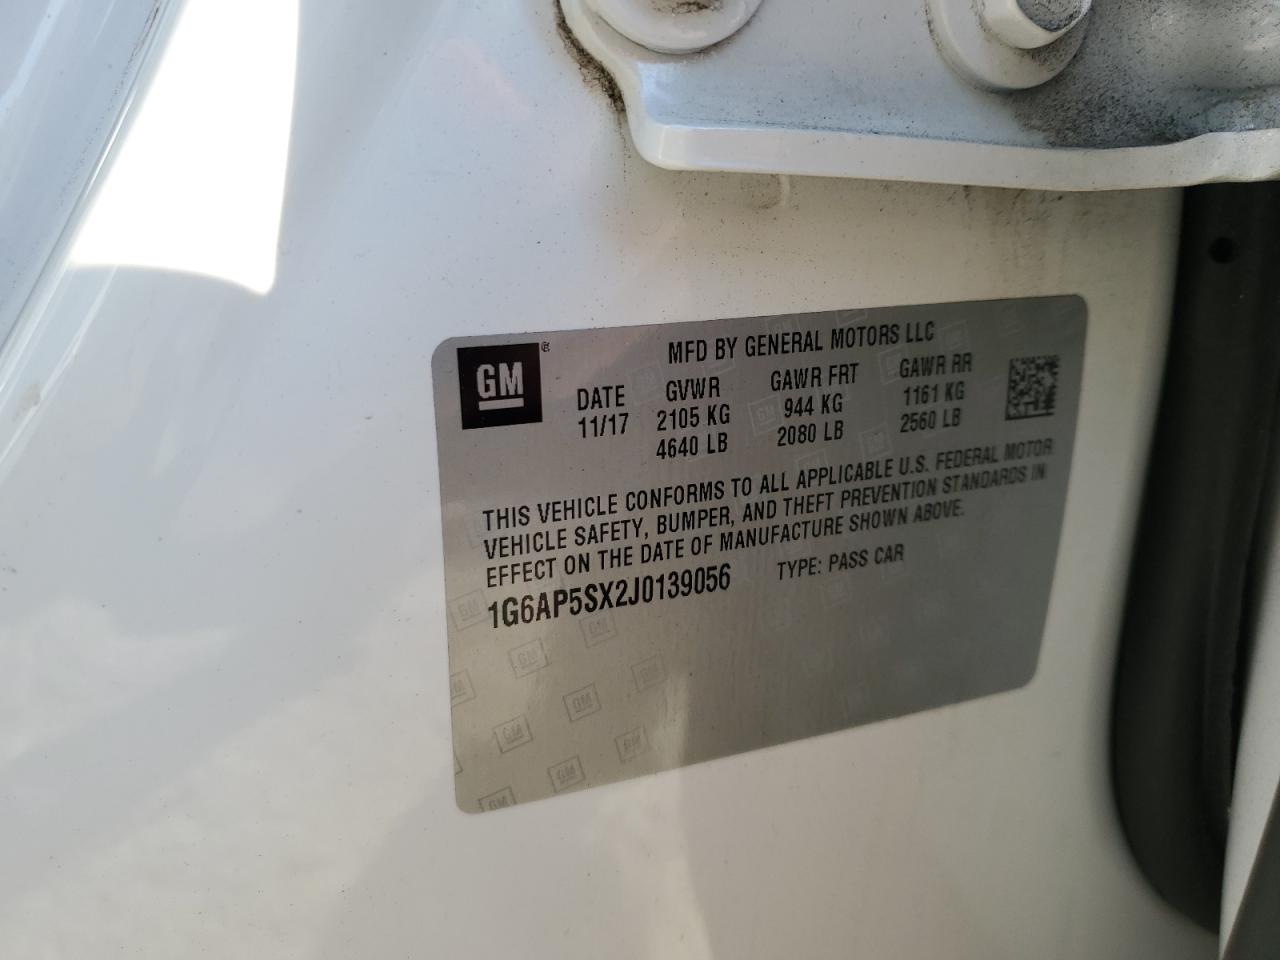 GM
MFD BY GENERAL MOTORS LLC
DATE GVWR GAWR FRT GAWR RR
11/17 2105 KG 944 KG 1161 KG
4640 LB 2080 LB 2560 LB
THIS VEHICLE CONFORMS TO ALL APPLICABLE U.S. FEDERAL MOTOR
VEHICLE SAFETY, BUMPER, AND THEFT PREVENTION STANDARDS IN
EFFECT ON THE DATE OF MANUFACTURE SHOWN ABOVE.
1G6AP5SX2J0139056 TYPE: PASS CAR